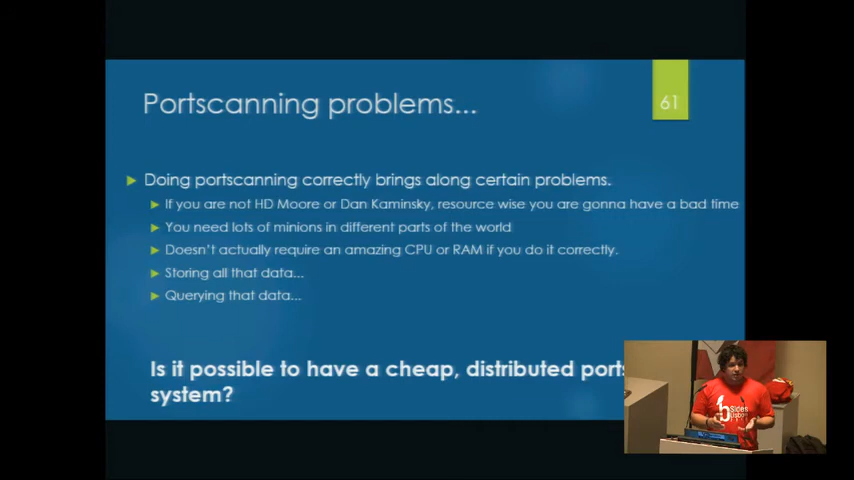 Portscanning problems...
61
Doing portscanning correctly brings along certain problems.
If you are not HD Moore or Dan Kaminsky, resource wise you are gonna have a bad time
You need lots of minions in different parts of the world
Doesn't actually require an amazing CPU or RAM if you do it correctly.
Storing all that data...
Querying that data...
Is it possible to have a cheap, distributed ports
system?
Sides